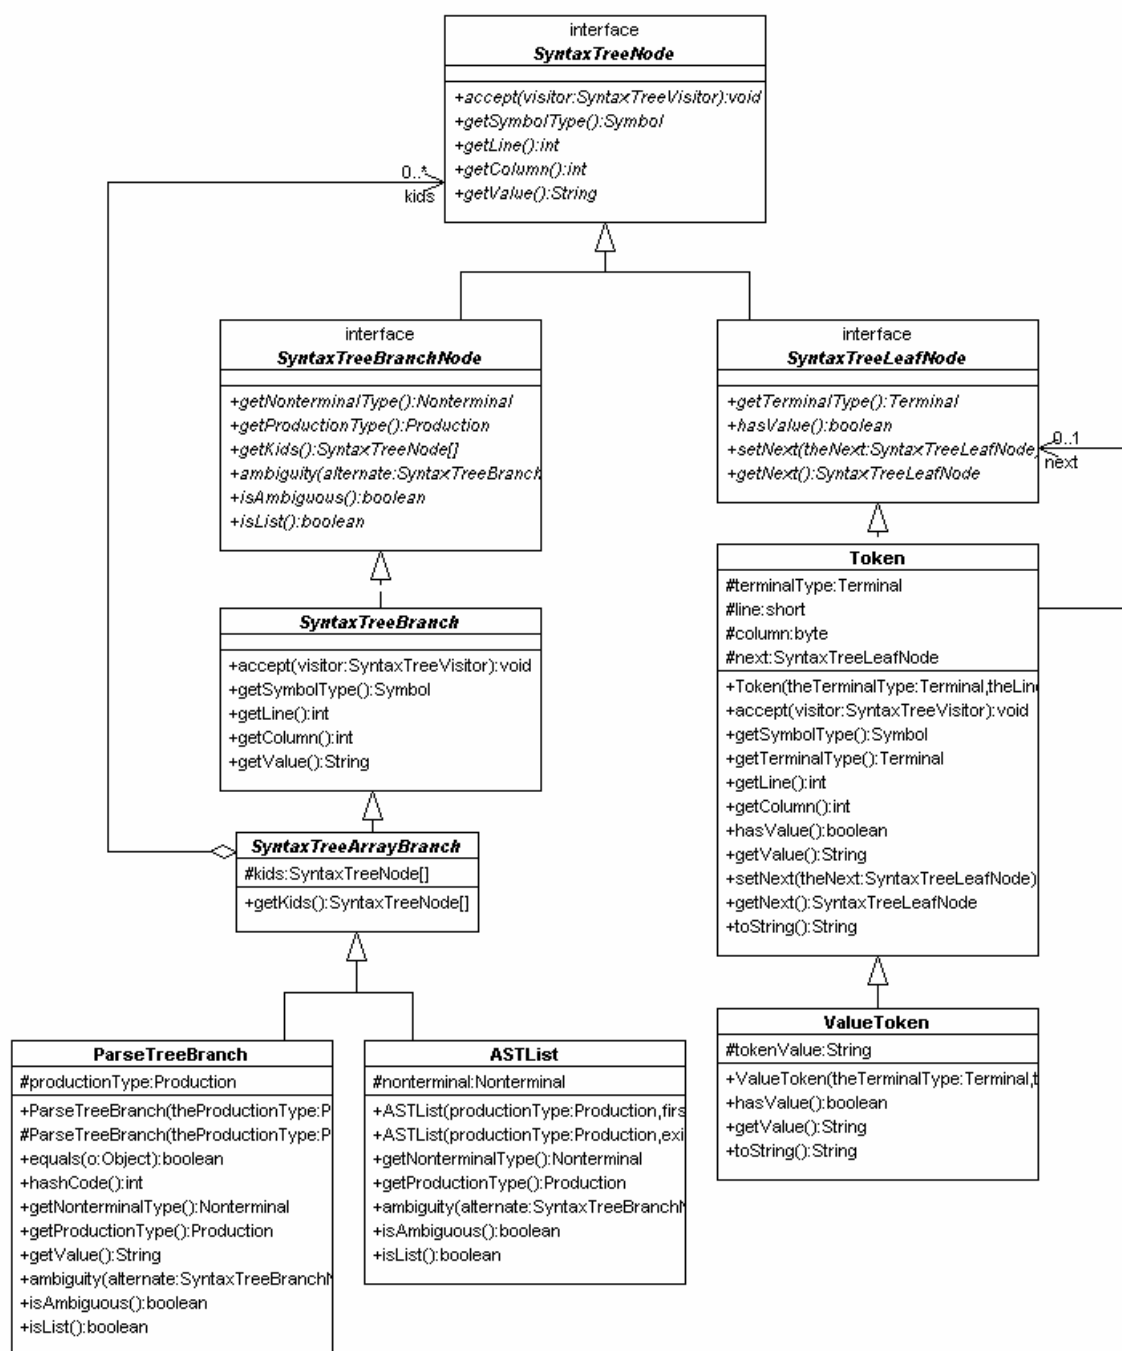 interface
SyntaxTreeNode
+accept(visitor:SyntaxTreeVisitor):void
+getSymbolType():Symbol
+getLine():int
+getColumn():int
+getValue():String
0..*
kids
interface
SyntaxTreeBranchNode
+getNonterminalType():Nonterminal
+getProductionType():Production
+getKids():SyntaxTreeNode[]
+ambiguity(alternate:SyntaxTreeBranch
+isAmbiguous():boolean
+isList():boolean
interface
SyntaxTreeLeafNode
+getTerminalType():Terminal
+hasValue():boolean
+setNext(theNext:SyntaxTreeLeafNode)
+getNext():SyntaxTreeLeafNode
0..1
next
SyntaxTreeBranch
+accept(visitor:SyntaxTreeVisitor):void
+getSymbolType():Symbol
+getLine():int
+getColumn():int
+getValue():String
Token
#terminalType:Terminal
#line:short
#column:byte
#next:SyntaxTreeLeafNode
+Token(theTerminalType:Terminal,theLin
+accept(visitor:SyntaxTreeVisitor):void
+getSymbolType():Symbol
+getTerminalType():Terminal
+getLine():int
+getColumn():int
+hasValue():boolean
+getValue():String
+setNext(theNext:SyntaxTreeLeafNode)
+getNext():SyntaxTreeLeafNode
+toString():String
SyntaxTreeArrayBranch
#kids:SyntaxTreeNode[]
+getKids():SyntaxTreeNode[]
ParseTreeBranch
#productionType:Production
+ParseTreeBranch(theProductionType:P
#ParseTreeBranch(theProductionType:P
+equals(o:Object):boolean
+hashCode():int
+getNonterminalType():Nonterminal
+getProductionType():Production
+getValue():String
+ambiguity(alternate:SyntaxTreeBranchN
+isAmbiguous():boolean
+isList():boolean
ASTList
#nonterminal:Nonterminal
+ASTList(productionType:Production,firs
+ASTList(productionType:Production,exi
+getNonterminalType():Nonterminal
+getProductionType():Production
+ambiguity(alternate:SyntaxTreeBranchN
+isAmbiguous():boolean
+isList():boolean
ValueToken
#tokenValue:String
+ValueToken(theTerminalType:Terminal,t
+hasValue():boolean
+getValue():String
+toString():String